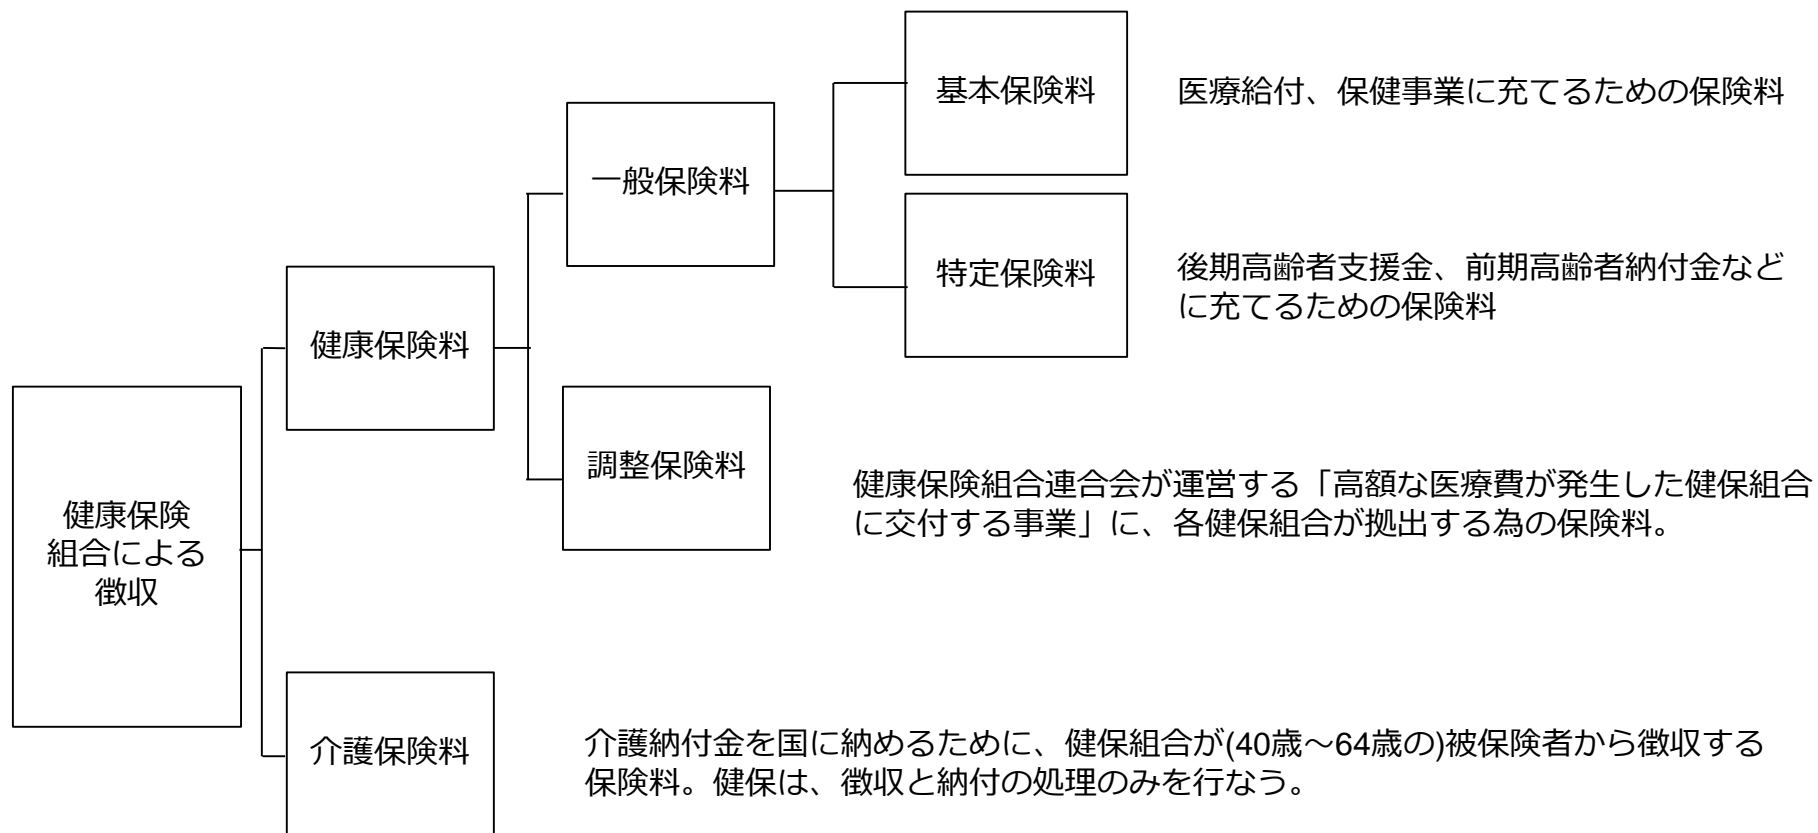 基本保険料
医療給付、保健事業に充てるための保険料
一般保険料
特定保険料
後期高齢者支援金、前期高齢者納付金など
に充てるための保険料
健康保険料
調整保険料
健康保険組合連合会が運営する「高額な医療費が発生した健保組合
に交付する事業」に、各健保組合が拠出する為の保険料。
健康保険
組合による
徴収
介護保険料
介護納付金を国に納めるために、健保組合が(40歳～64歳の)被保険者から徴収する
保険料。健保は、徴収と納付の処理のみを行なう。